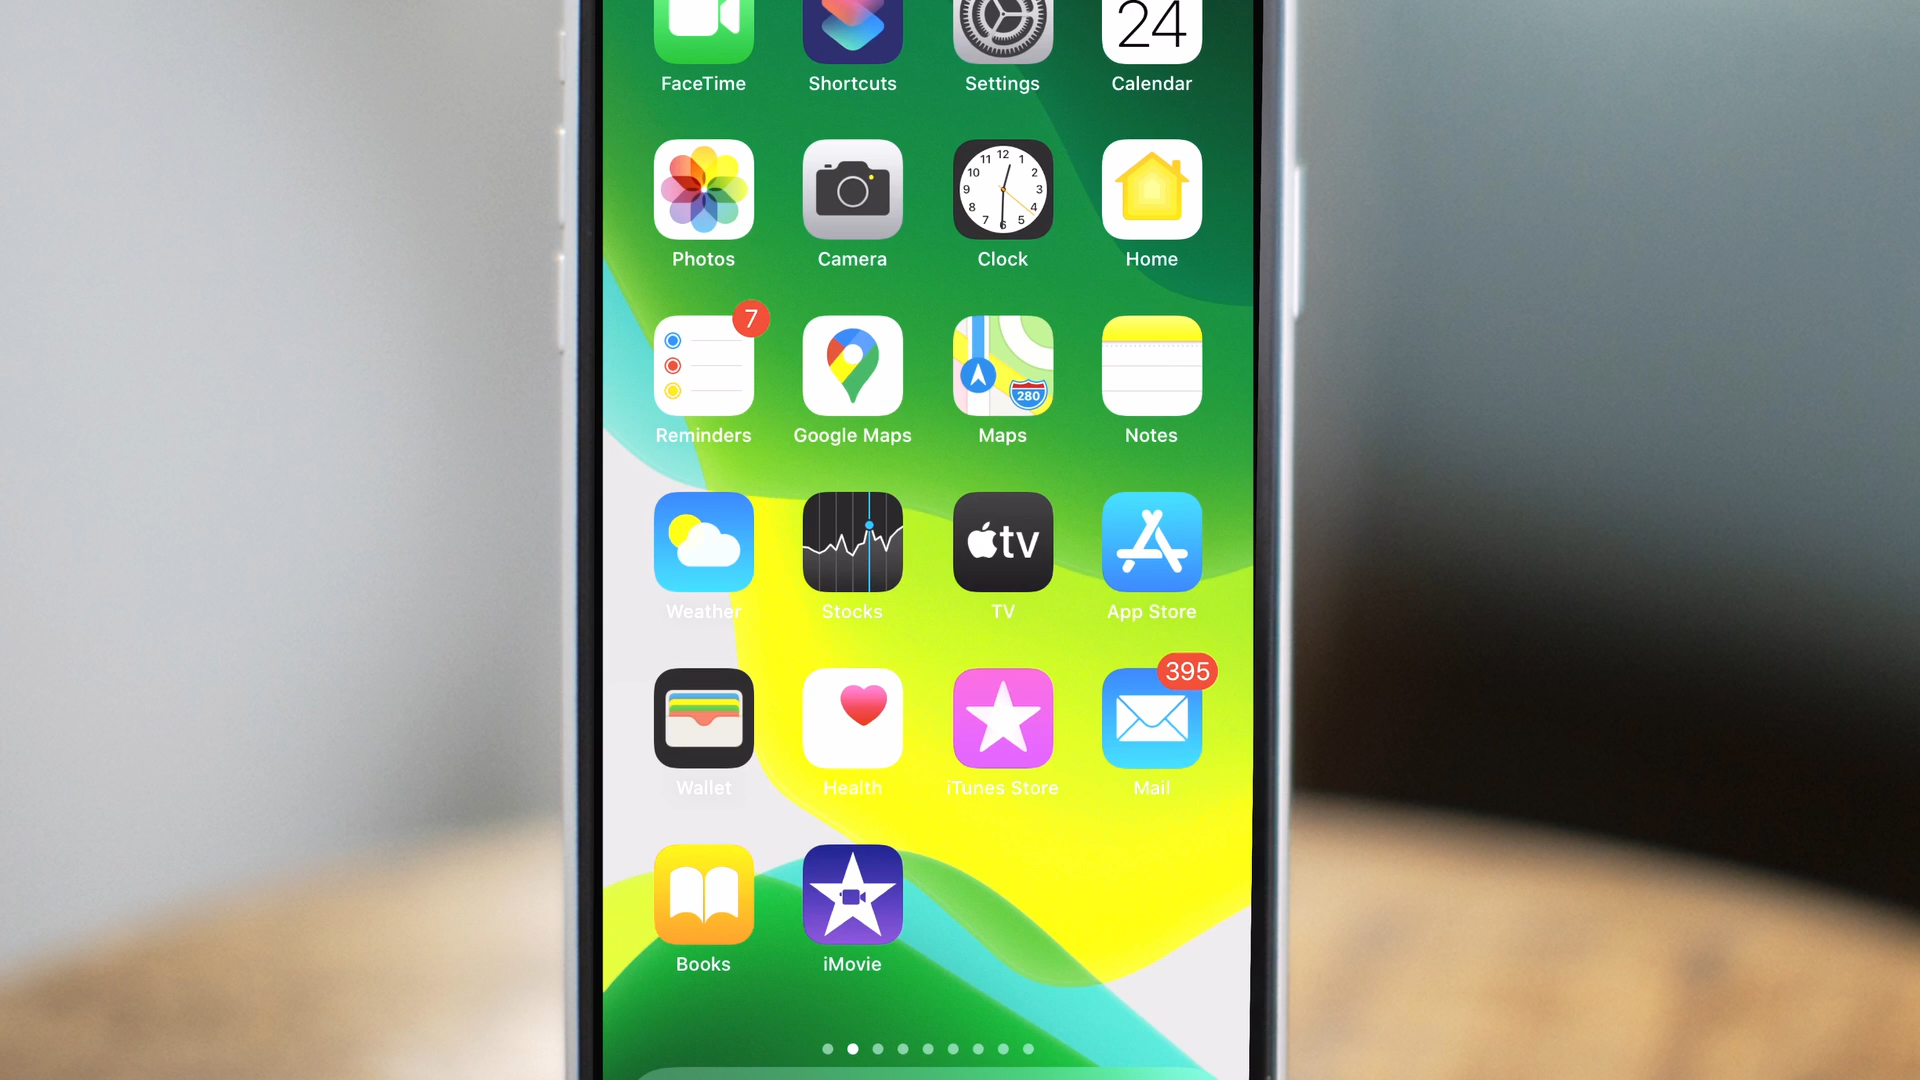 24
FaceTime Shortcuts Settings Calendar
12
11 1
10 2
9 3
8 4
7 5
6
Photos Camera Clock Home
7
280
Reminders Google Maps Maps Notes
tv
Weather Stocks TV App Store
395
Wallet Health iTunes Store Mail
Books iMovie